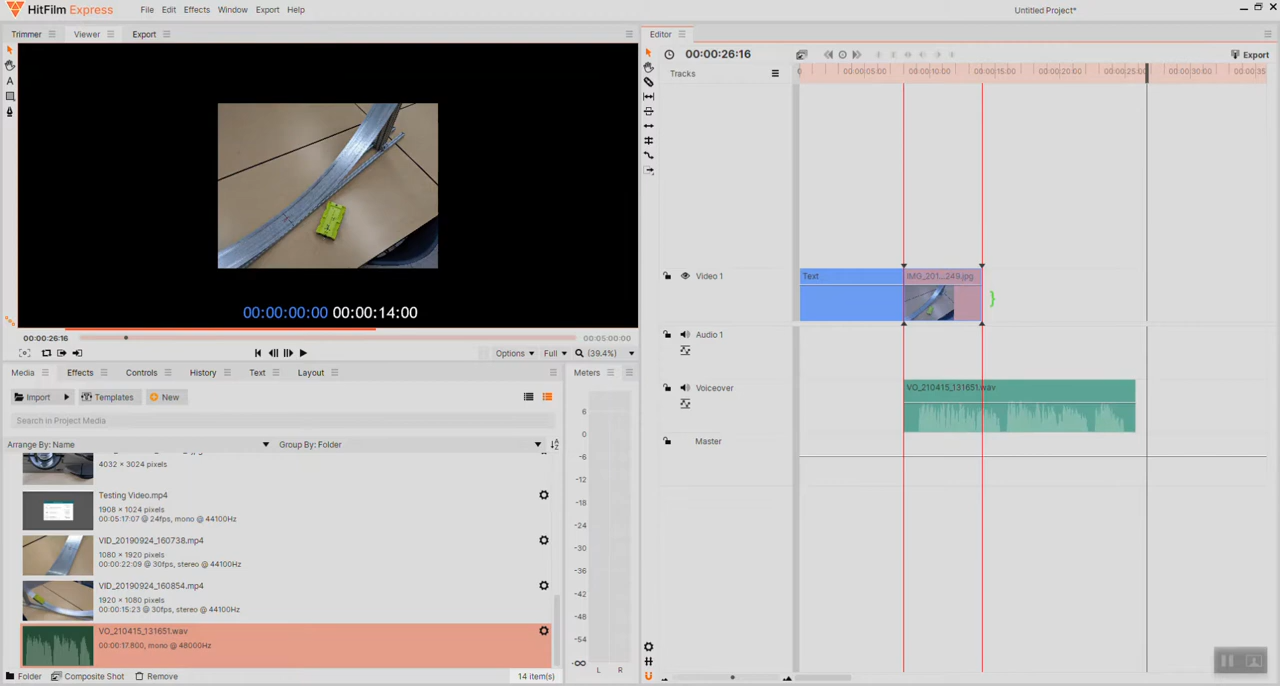 HitFilm Express
File Edit Effects Window Export Help
Untitled Project*
Trimmer Viewer Export
Editor
00:00:26:16
Export
Tracks
0 00:00:05:00 00:00:10:00 00:00:15:00 00:00:20:00 00:00:25:00 00:00:30:00 00:00:35
00:00:00:00 00:00:14:00
Video 1
Text
IMG_201...249.jpg
00:00:26:16
00:05:00:00
Audio 1
Options Full (39.4%)
Media Effects Controls History Text Layout
Meters
Voiceover
VO_210415_131651.wav
Import Templates New
Search in Project Media
Arrange By: Name
Group By: Folder
Master
4032 × 3024 pixels
Testing Video.mp4
1908 × 1024 pixels
00:05:17:07 @ 24fps, mono @ 44100Hz
VID_20190924_160738.mp4
1080 × 1920 pixels
00:00:22:09 @ 30fps, stereo @ 44100Hz
VID_20190924_160854.mp4
1920 × 1080 pixels
00:00:15:23 @ 30fps, stereo @ 44100Hz
VO_210415_131651.wav
00:00:17.800, mono @ 48000Hz
6
0
-6
-12
-18
-24
-30
-36
-42
-48
-54
-∞
L R
Folder Composite Shot Remove
14 item(s)